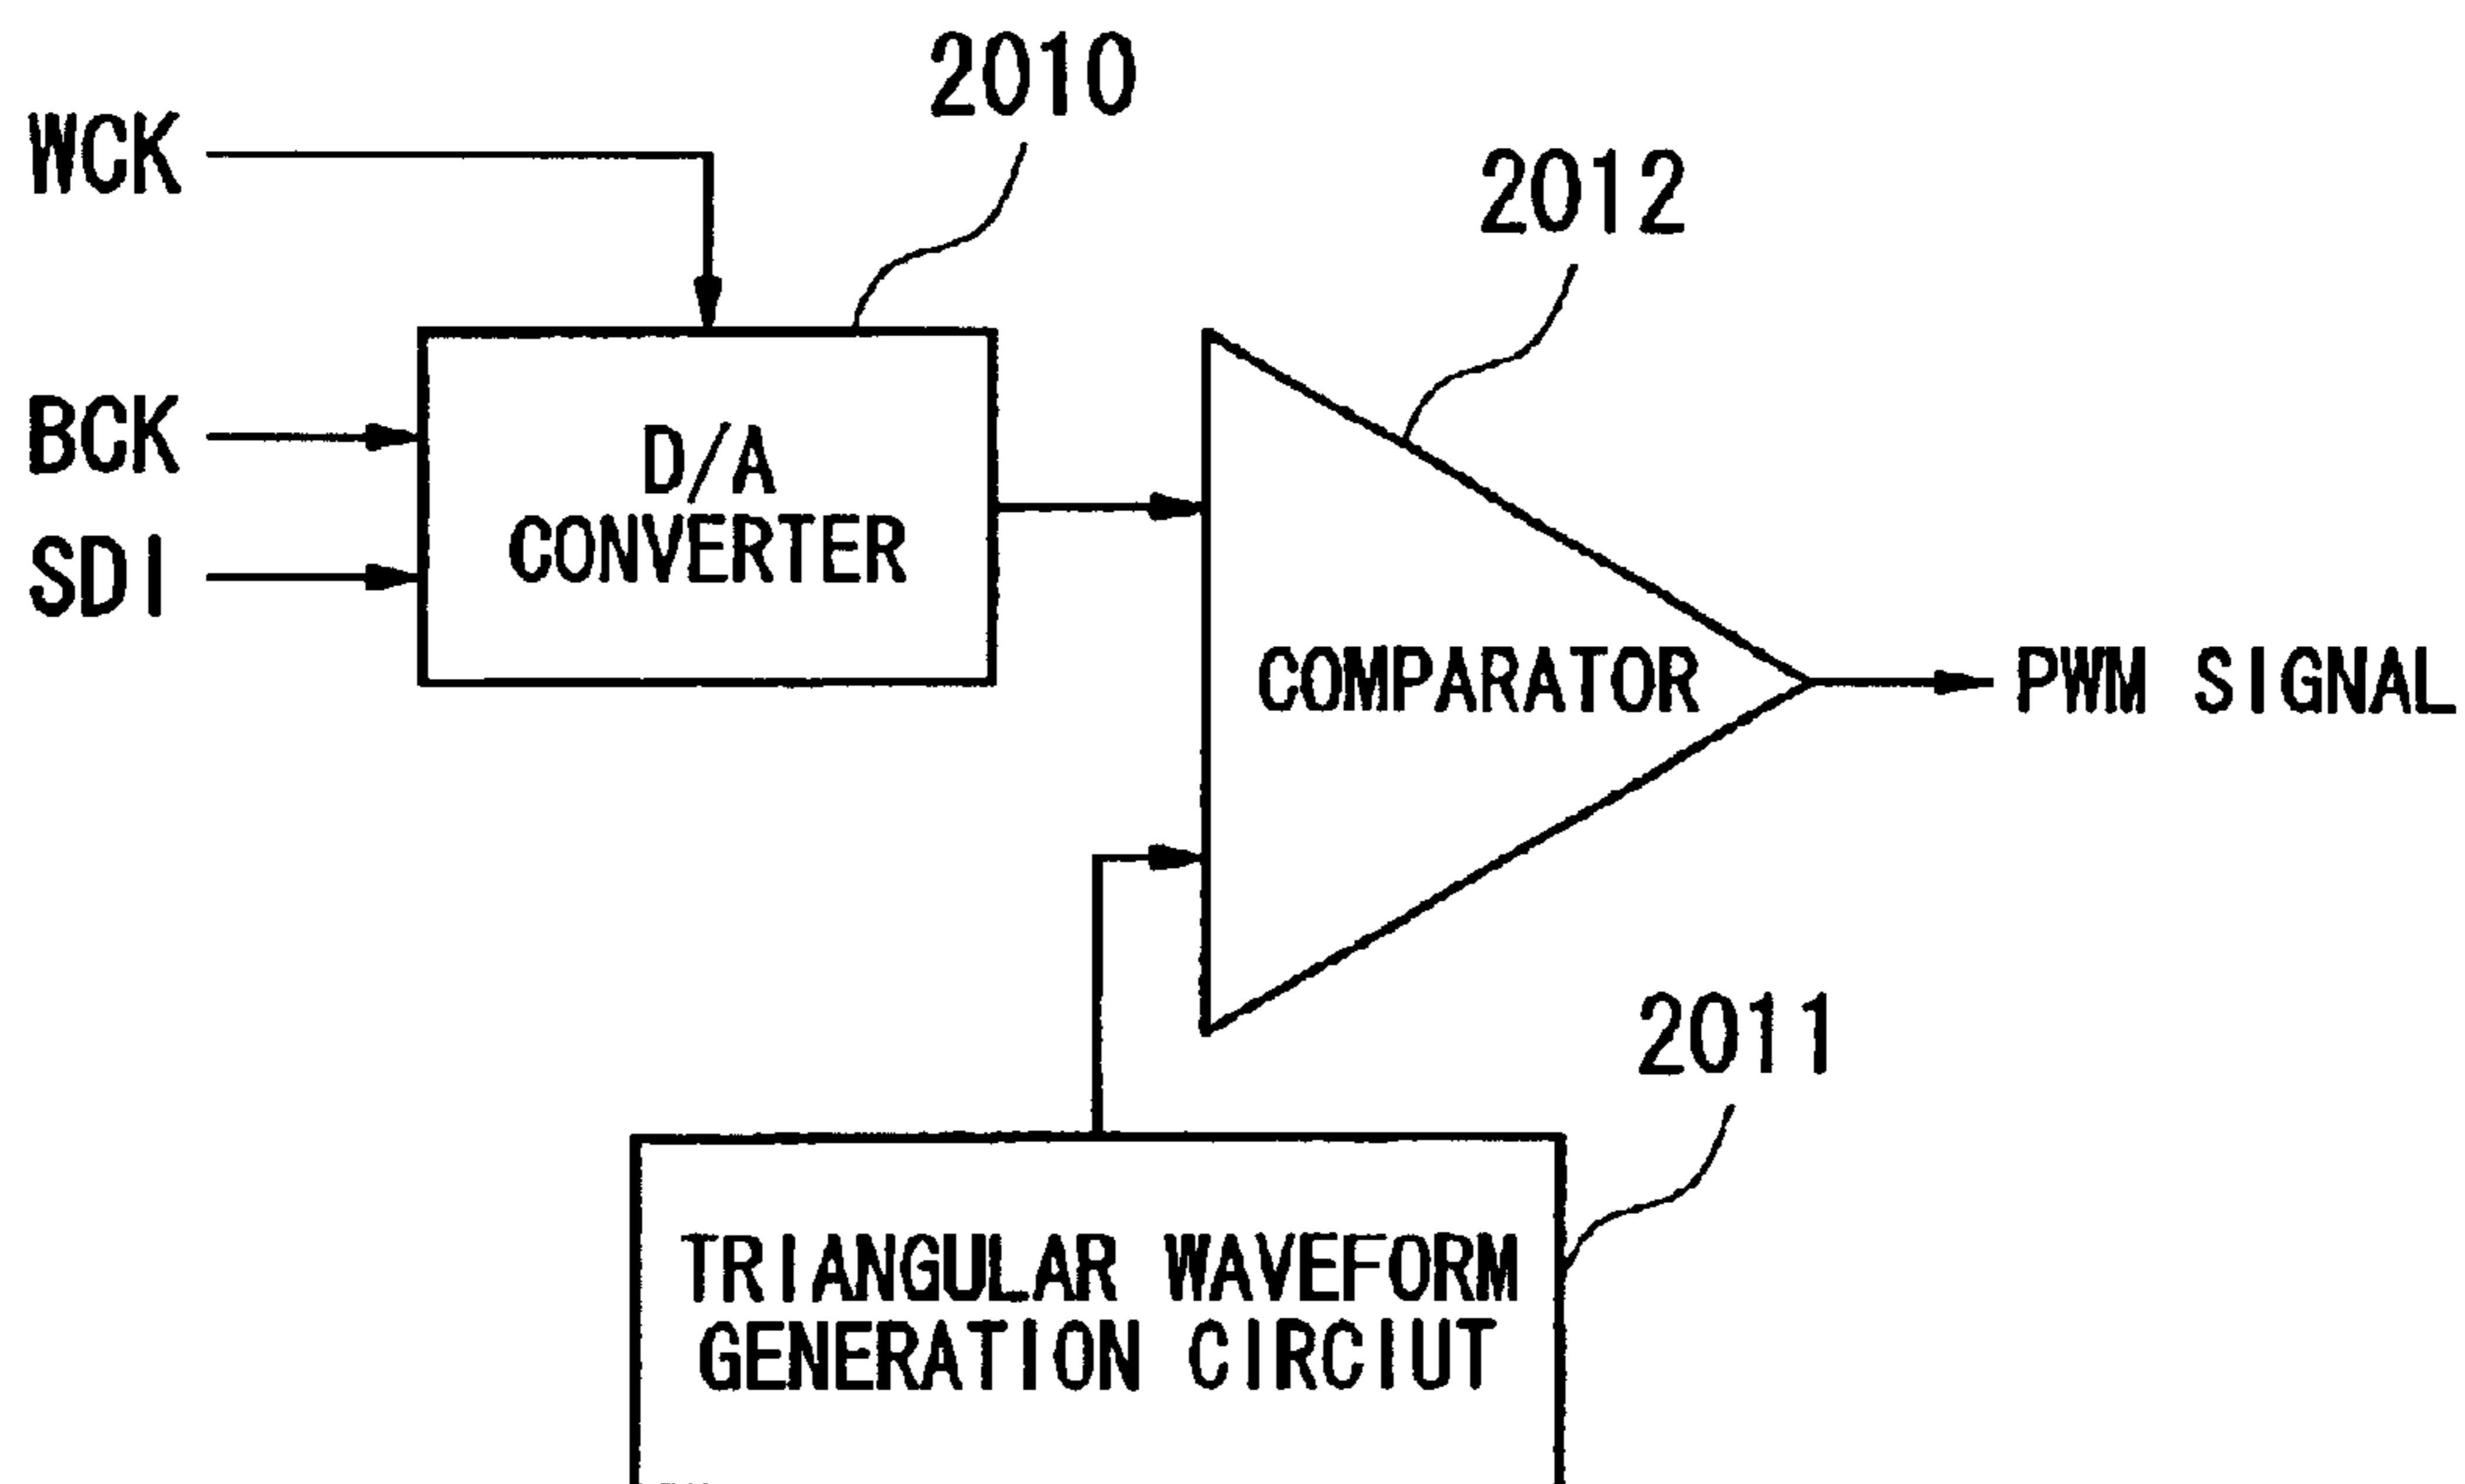 2010
WCK
2012
BCK
D/A
CONVERTER
SDI
COMPARATOR
PWM SIGNAL
2011
TRIANGULAR WAVEFORM
GENERATION CIRCIUT